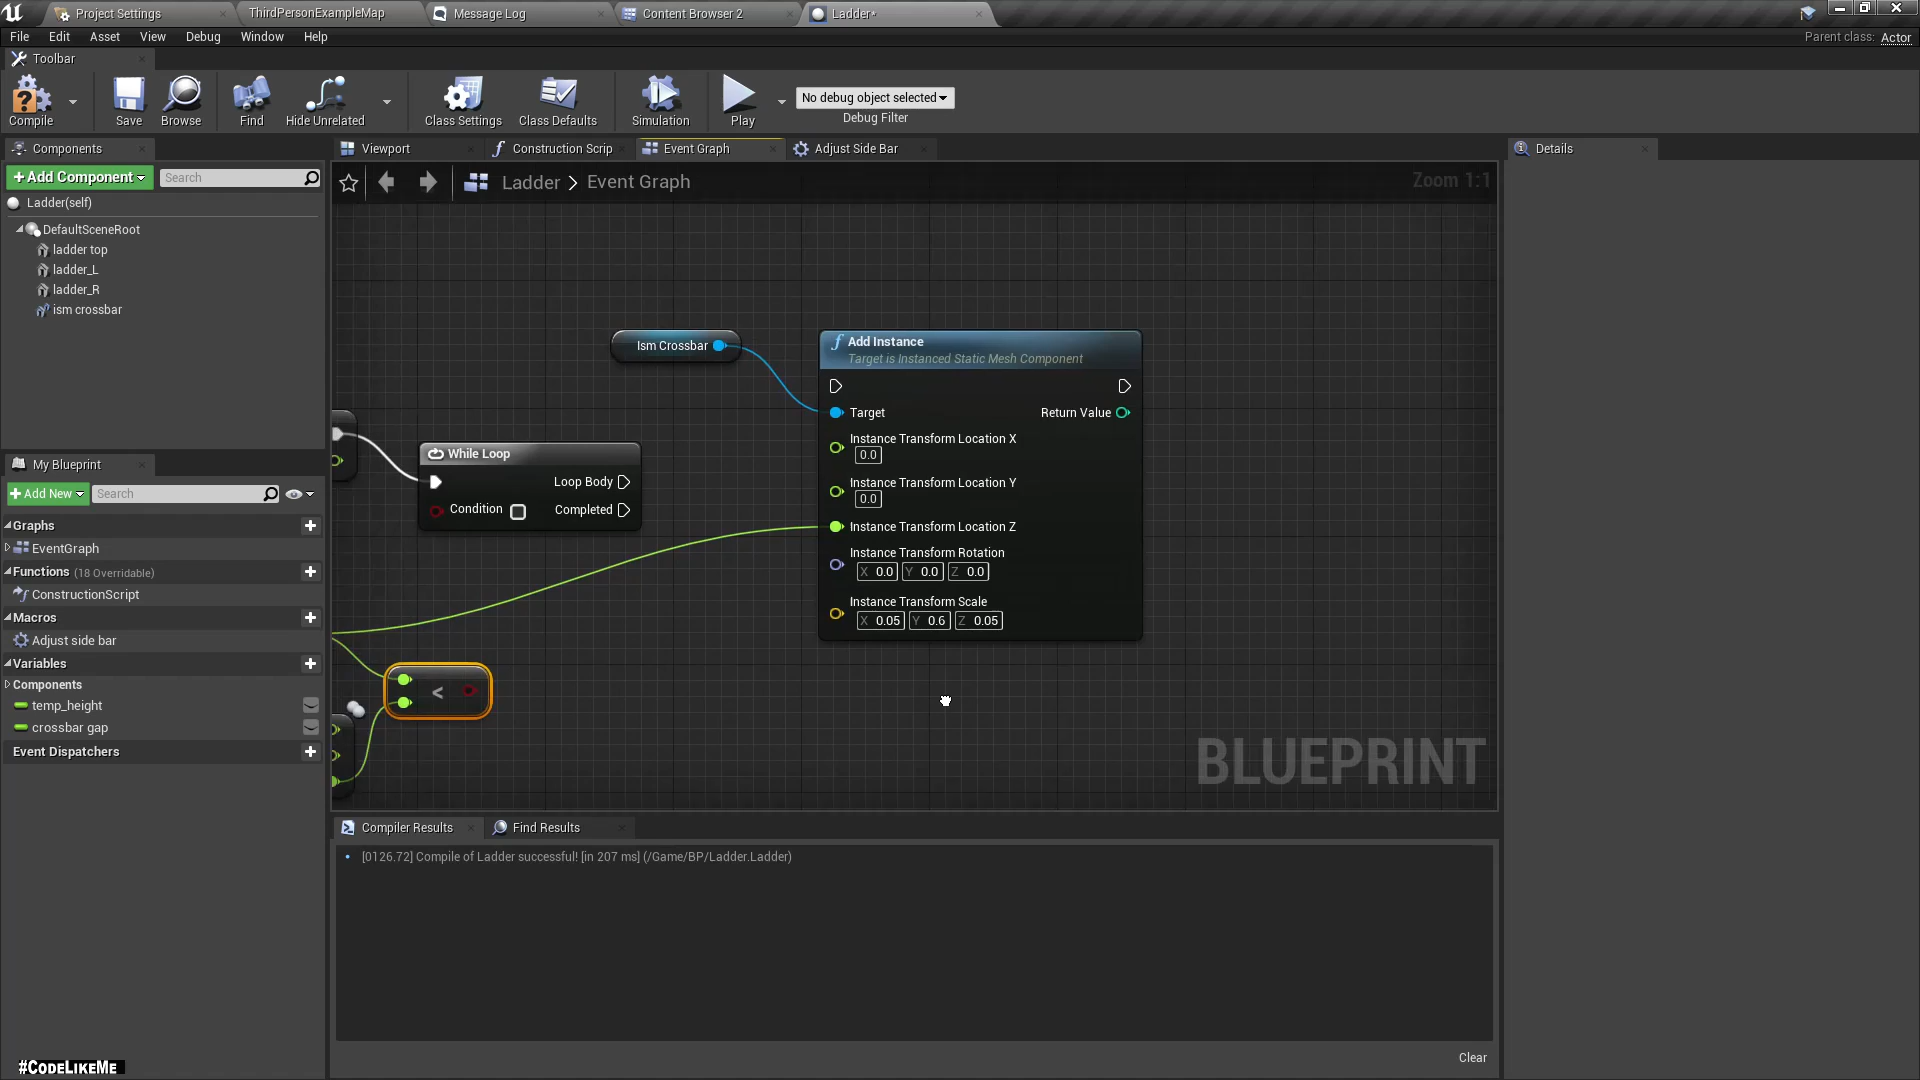 Project Settings
ThirdPersonExampleMap
Message Log
Content Browser 2
Ladder*
File Edit Asset View Debug Window Help
Parent class: Actor
Toolbar
Compile
Save
Browse
Find
Hide Unrelated
Class Settings
Class Defaults
Simulation
Play
No debug object selected
Debug Filter
Components
+Add Component
Search
Ladder(self)
DefaultSceneRoot
ladder top
ladder_L
ladder_R
ism crossbar
My Blueprint
+Add New
Search
Graphs
EventGraph
Functions (18 Overridable)
ConstructionScript
Macros
Adjust side bar
Variables
Components
temp_height
crossbar gap
Event Dispatchers
#CODELIKEME
Viewport
Construction Scrip
Event Graph
Adjust Side Bar
Ladder > Event Graph
Zoom 1:1
Ism Crossbar
While Loop
Loop Body
Condition
Completed
<
Add Instance
Target is Instanced Static Mesh Component
Target
Return Value
Instance Transform Location X
0.0
Instance Transform Location Y
0.0
Instance Transform Location Z
Instance Transform Rotation
X 0.0 Y 0.0 Z 0.0
Instance Transform Scale
X 0.05 Y 0.6 Z 0.05
BLUEPRINT
Compiler Results
Find Results
[0126.72] Compile of Ladder successful! [in 207 ms] (/Game/BP/Ladder.Ladder)
Clear
Details